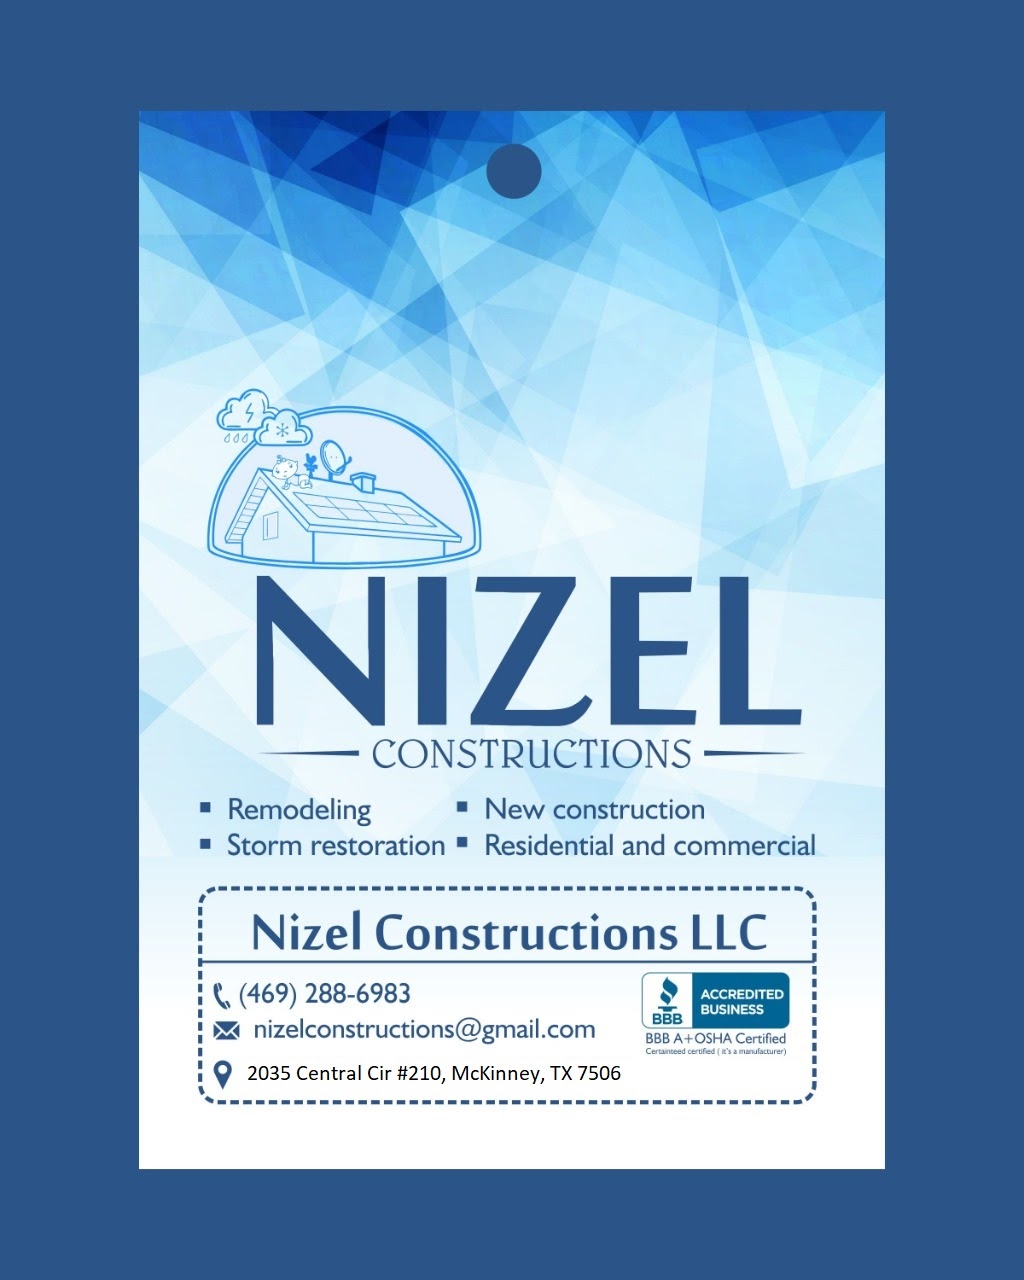 NIZEL
CONSTRUCTIONS
▪ Remodeling ▪ New construction
▪ Storm restoration ▪ Residential and commercial
Nizel Constructions LLC
(469) 288-6983
nizelconstructions@gmail.com
2035 Central Cir #210, McKinney, TX 7506
BBB
ACCREDITED
BUSINESS
BBB A+OSHA Certified
Certainteed certified ( it's a manufacturer)